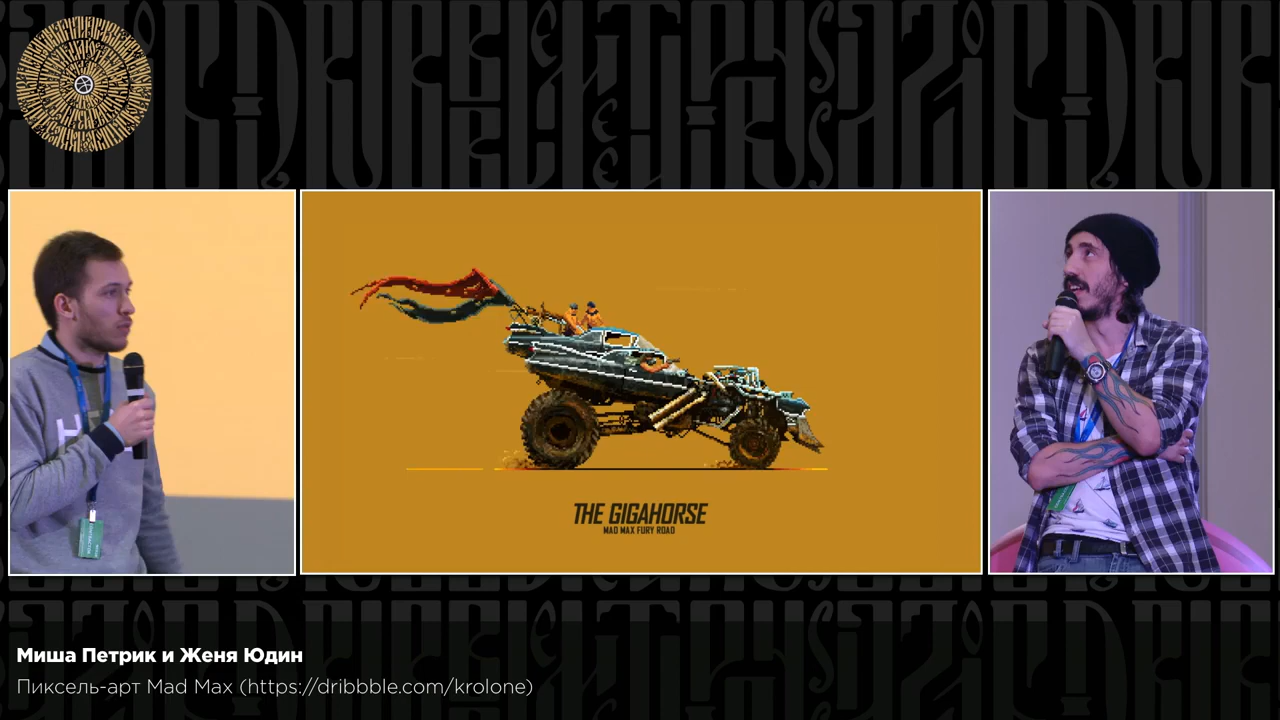 THE GIGAHORSE
MAD MAX FURY ROAD
Миша Петрик и Женя Юдин
Пиксель-арт Mad Max (https://dribbble.com/krolone)